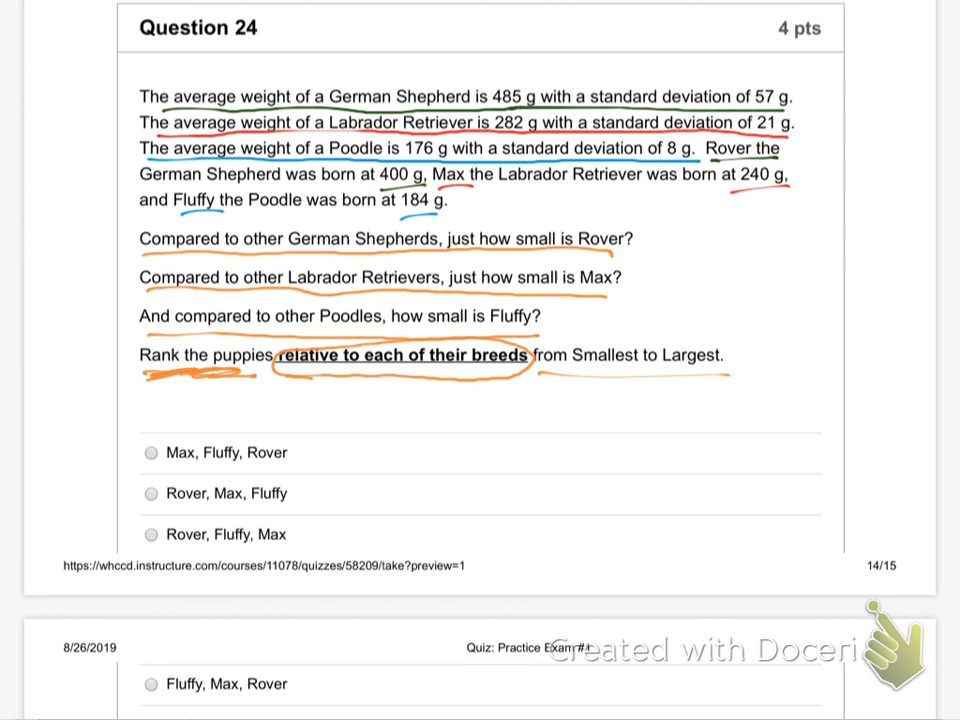 Question 24
4 pts
The average weight of a German Shepherd is 485 g with a standard deviation of 57 g.
The average weight of a Labrador Retriever is 282 g with a standard deviation of 21 g.
The average weight of a Poodle is 176 g with a standard deviation of 8 g. Rover the
German Shepherd was born at 400 g, Max the Labrador Retriever was born at 240 g,
and Fluffy the Poodle was born at 184 g.
Compared to other German Shepherds, just how small is Rover?
Compared to other Labrador Retrievers, just how small is Max?
And compared to other Poodles, how small is Fluffy?
Rank the puppies relative to each of their breeds from Smallest to Largest.
Max, Fluffy, Rover
Rover, Max, Fluffy
Rover, Fluffy, Max
https://whccd.instructure.com/courses/11078/quizzes/58209/take?preview=1
14/15
8/26/2019
Quiz: Practice Exam #1
Created with Doceri
Fluffy, Max, Rover